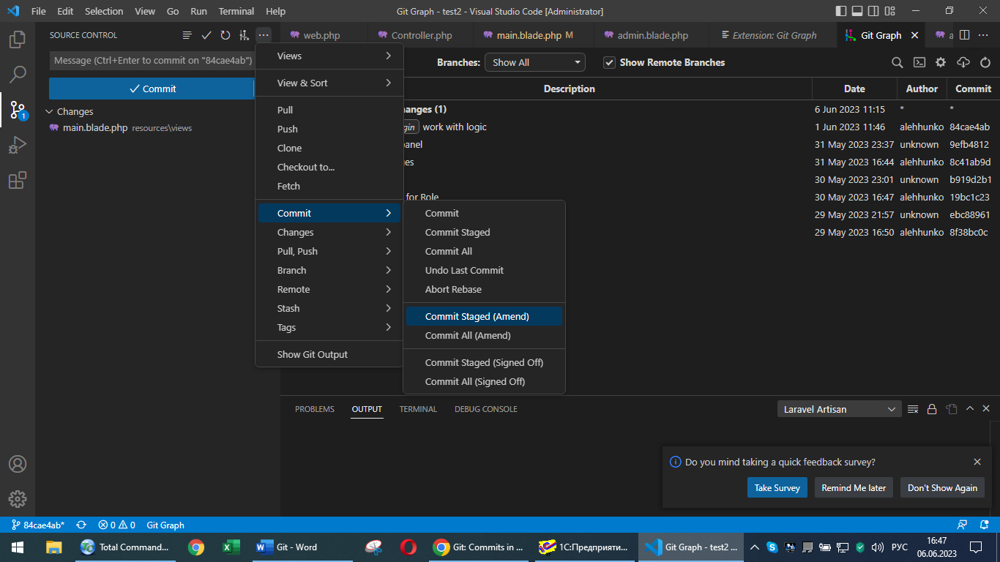 File Edit Selection View Go Run Terminal Help Git Graph - test2 - Visual Studio Code [Administrator]
SOURCE CONTROL
web.php Controller.php main.blade.php M admin.blade.php Extension: Git Graph Git Graph a
Message (Ctrl+Enter to commit on "84cae4ab")
Commit
Changes
main.blade.php resources\views
1
Views
View & Sort
Pull
Push
Clone
Checkout to...
Fetch
Commit
Changes
Pull, Push
Branch
Remote
Stash
Tags
Show Git Output
Commit
Commit Staged
Commit All
Undo Last Commit
Abort Rebase
Commit Staged (Amend)
Commit All (Amend)
Commit Staged (Signed Off)
Commit All (Signed Off)
Branches: Show All Show Remote Branches
Description Date Author Commit
hanges (1) 6 Jun 2023 11:15 * *
gin work with logic 1 Jun 2023 11:46 alehhunko 84cae4ab
panel 31 May 2023 23:37 unknown 9efb4812
es 31 May 2023 16:44 alehhunko 8c41ab9d
30 May 2023 23:01 unknown b919d2b1
for Role 30 May 2023 16:47 alehhunko 19bc1c23
29 May 2023 21:57 unknown ebc88961
29 May 2023 16:50 alehhunko 8f38bc0c
PROBLEMS OUTPUT TERMINAL DEBUG CONSOLE Laravel Artisan
Do you mind taking a quick feedback survey?
Take Survey Remind Me later Don't Show Again
84cae4ab* 0 0 Git Graph
Total Command... Git - Word Git: Commits in ... 1С:Предприяти... Git Graph - test2 ... РУС 16:47
06.06.2023